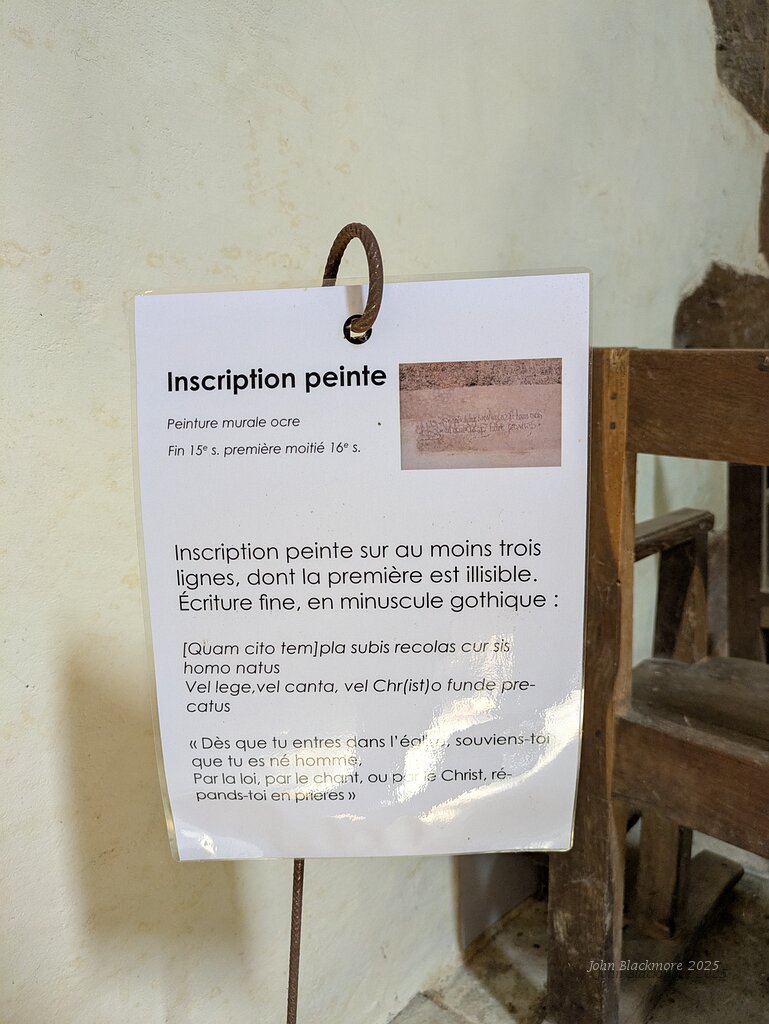 Inscription peinte
Peinture murale ocre
Fin 15e s. première moitié 16e s.
Inscription peinte sur au moins trois
lignes, dont la première est illisible.
Écriture fine, en minuscule gothique :
[Quam cito tem]pla subis recolas cur sis
homo natus
Vel lege,vel canta, vel Chr(ist)o funde pre-
catus
« Dès que tu entres dans l'église, souviens-toi
que tu es né homme,
Par la loi, par le chant, ou par le Christ, ré-
pands-toi en prières »
John Blackmore 2025